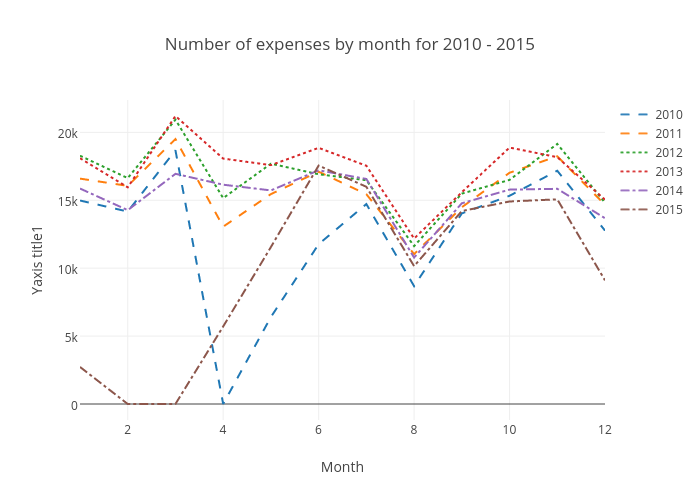 Number of expenses by month for 2010 - 2015
Yaxis title1
20k
15k
10k
5k
0
2
4
6
8
10
12
Month
2010
2011
2012
2013
2014
2015